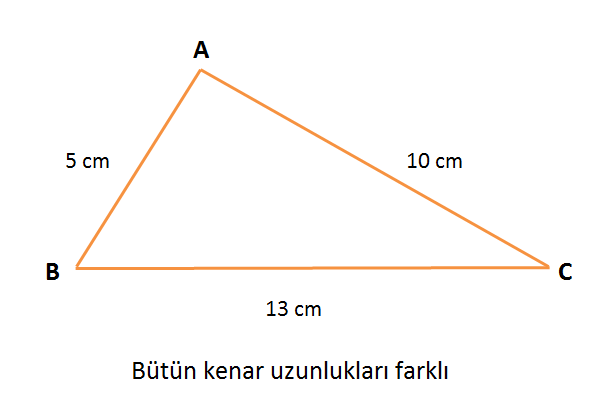 A
5 cm
10 cm
B
C
13 cm
Bütün kenar uzunlukları farklı